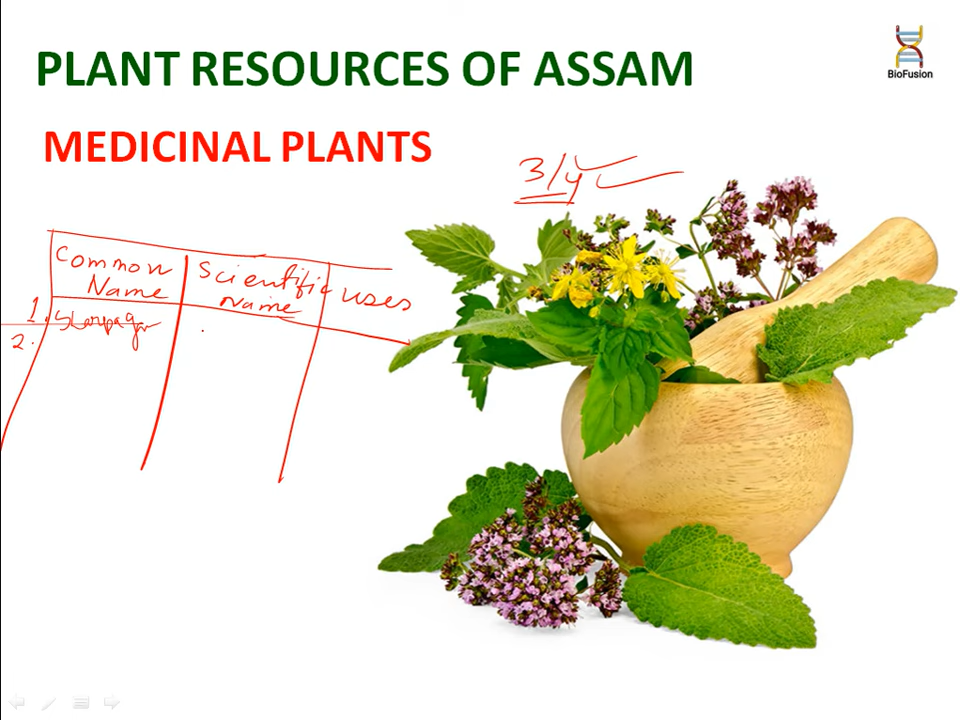 PLANT RESOURCES OF ASSAM
BioFusion
MEDICINAL PLANTS
3/4
Common Name
Scientific Name
uses
1.
2.